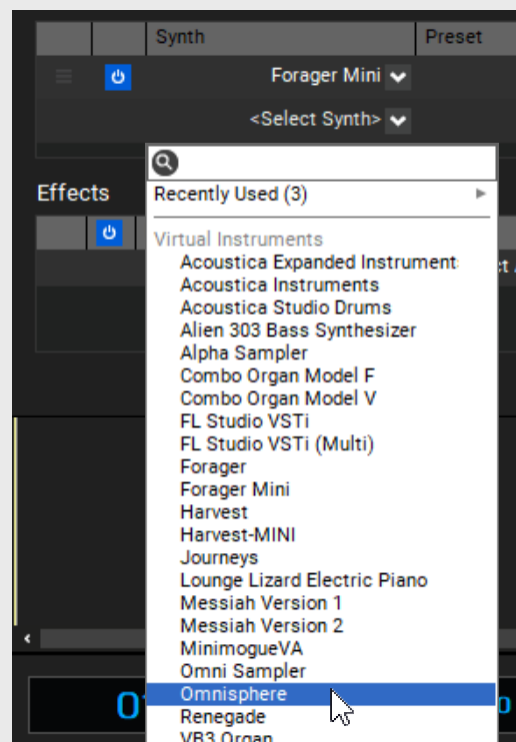 Synth Preset
Forager Mini
<Select Synth>
Effects
Recently Used (3)
Virtual Instruments
Acoustica Expanded Instrument
Acoustica Instruments
Acoustica Studio Drums
Alien 303 Bass Synthesizer
Alpha Sampler
Combo Organ Model F
Combo Organ Model V
FL Studio VSTi
FL Studio VSTi (Multi)
Forager
Forager Mini
Harvest
Harvest-MINI
Journeys
Lounge Lizard Electric Piano
Messiah Version 1
Messiah Version 2
MinimogueVA
Omni Sampler
Omnisphere
Renegade
VB3 Organ